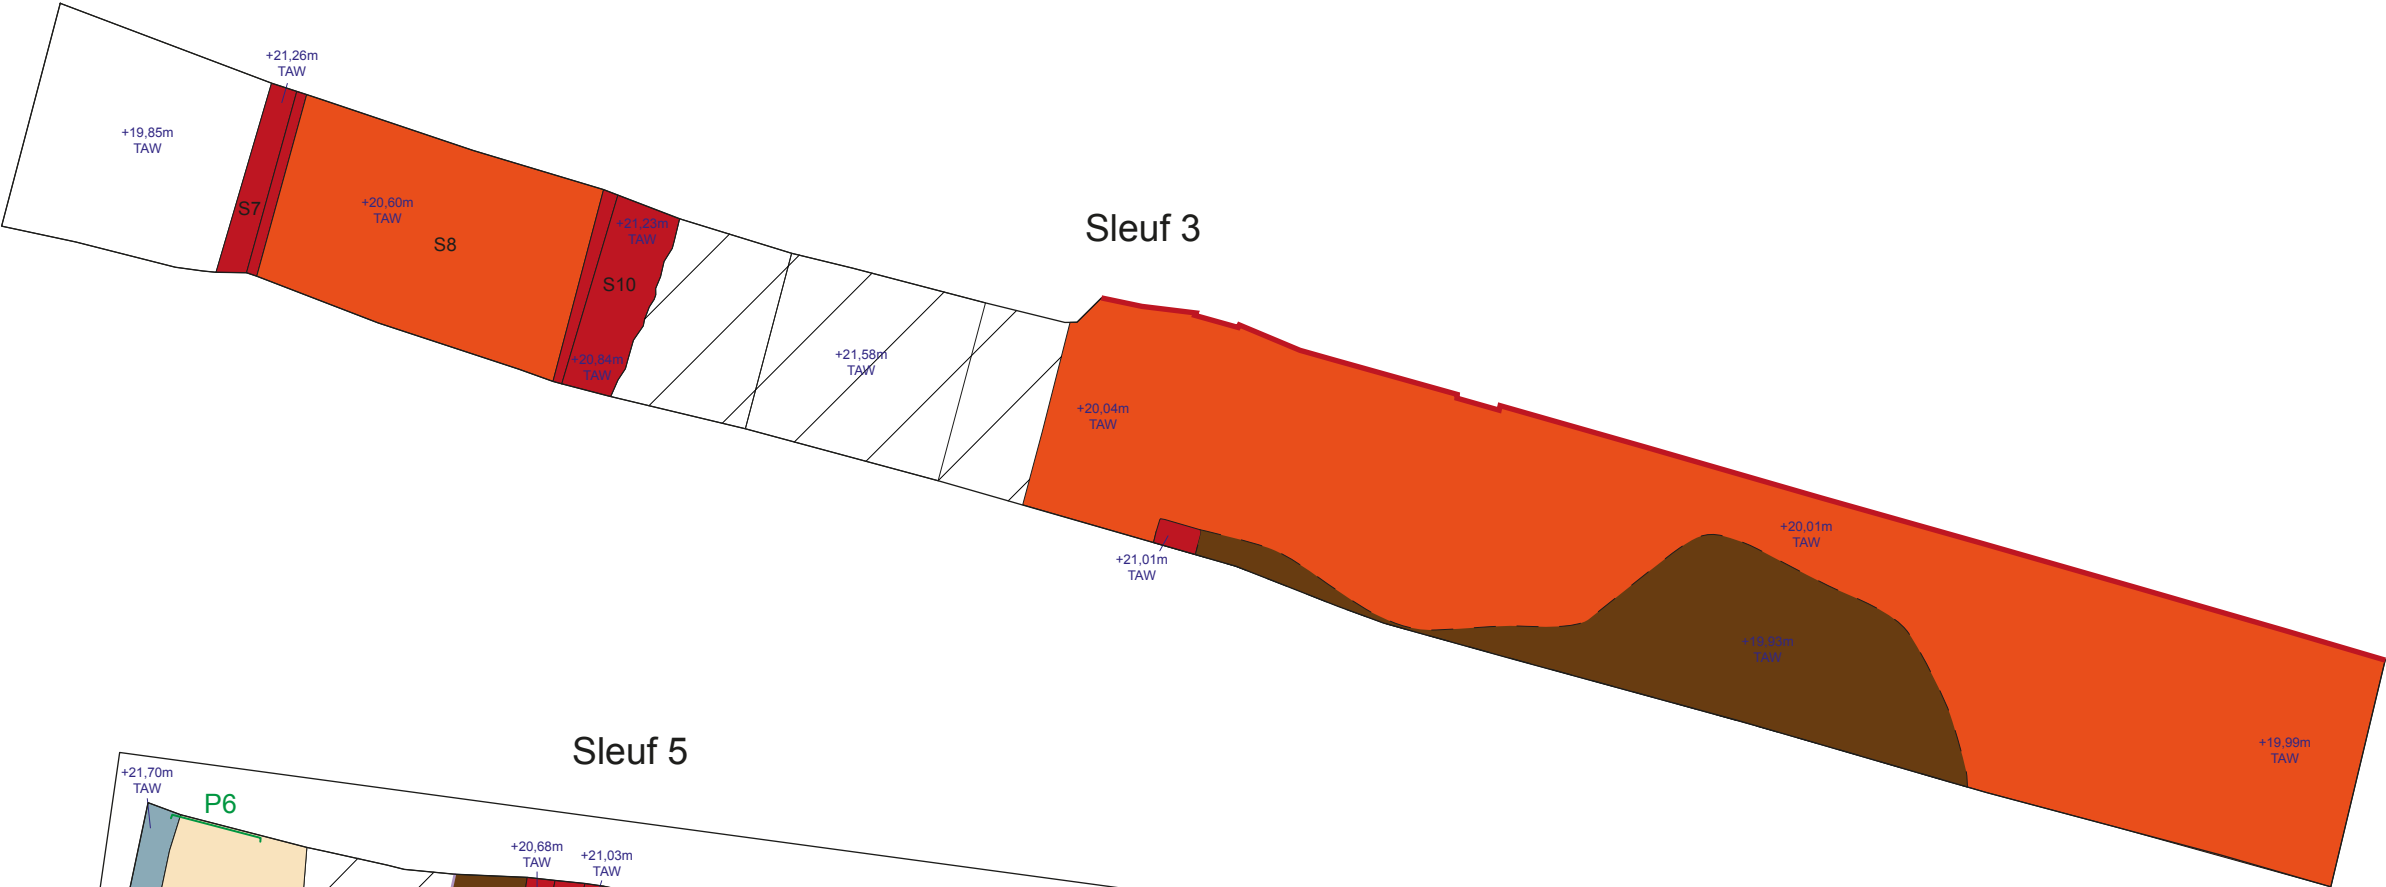 +21,26m
TAW
+19,85m
TAW
S7
+20,60m
TAW
S8
+21,23m
TAW
S10
+20,84m
TAW
Sleuf 3
+21,58m
TAW
+20,04m
TAW
+21,01m
TAW
+20,01m
TAW
+19,93m
TAW
+19,99m
TAW
Sleuf 5
+21,70m
TAW
P6
+20,68m
TAW
+21,03m
TAW